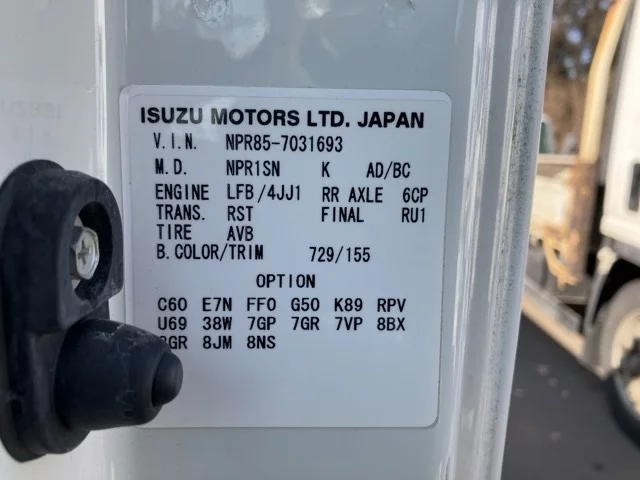 ISUZU MOTORS LTD. JAPAN
V.I.N. NPR85-7031693
M.D. NPR1SN K AD/BC
ENGINE LFB/4JJ1 RR AXLE 6CP
TRANS. RST FINAL RU1
TIRE AVB
B.COLOR/TRIM 729/155
OPTION
C60 E7N FF0 G50 K89 RPV
U69 38W 7GP 7GR 7VP 8BX
8JM 8NS